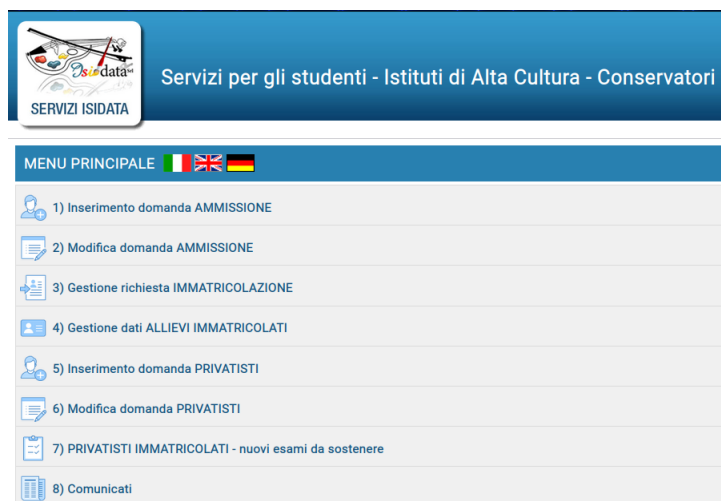 Isidata srl
SERVIZI ISIDATA
Servizi per gli studenti - Istituti di Alta Cultura - Conservatori
MENU PRINCIPALE
1) Inserimento domanda AMMISSIONE
2) Modifica domanda AMMISSIONE
3) Gestione richiesta IMMATRICOLAZIONE
4) Gestione dati ALLIEVI IMMATRICOLATI
5) Inserimento domanda PRIVATISTI
6) Modifica domanda PRIVATISTI
7) PRIVATISTI IMMATRICOLATI - nuovi esami da sostenere
8) Comunicati